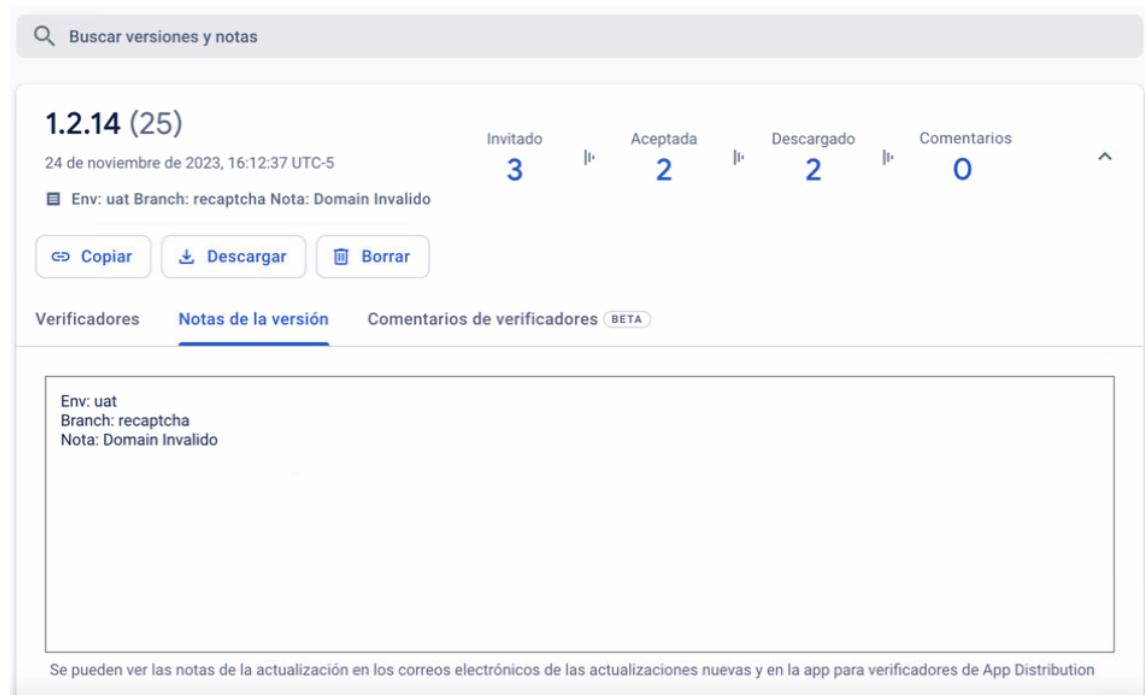 Buscar versiones y notas
1.2.14 (25)
24 de noviembre de 2023, 16:12:37 UTC-5
Env: uat Branch: recaptcha Nota: Domain Invalido
Invitado
3
Aceptada
2
Descargado
2
Comentarios
0
Copiar Descargar Borrar
Verificadores Notas de la versión Comentarios de verificadores BETA
Env: uat
Branch: recaptcha
Nota: Domain Invalido
Se pueden ver las notas de la actualización en los correos electrónicos de las actualizaciones nuevas y en la app para verificadores de App Distribution